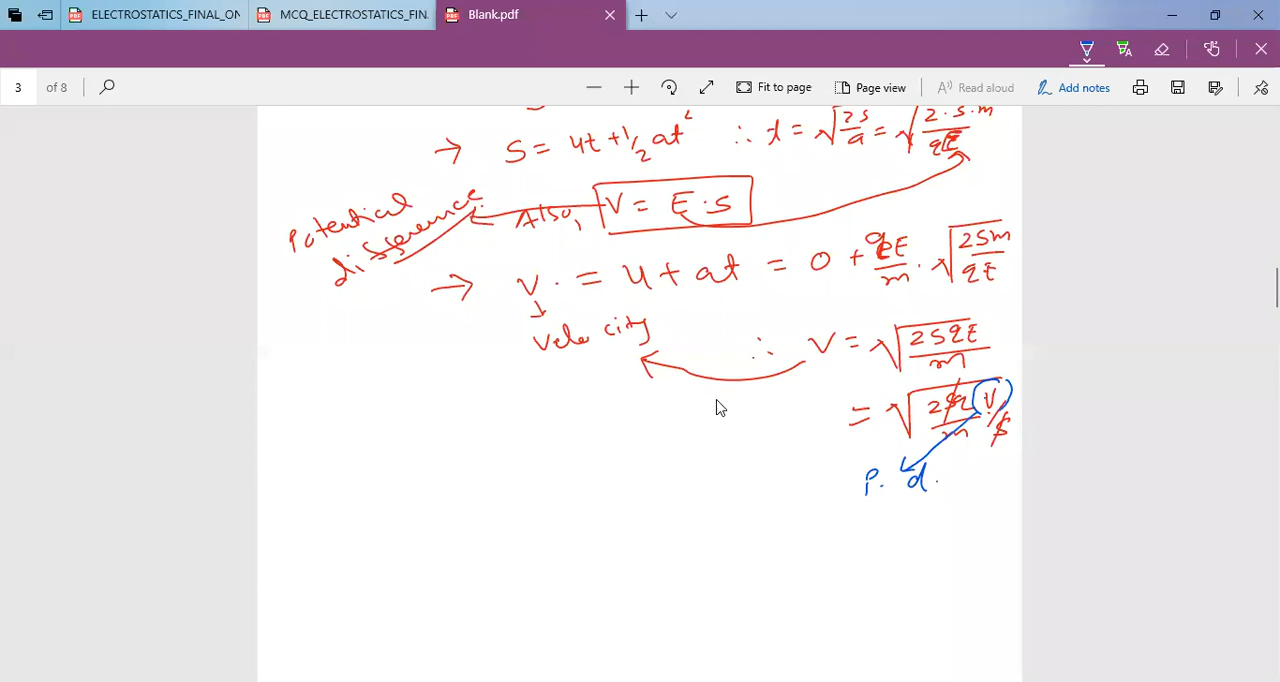 ELECTROSTATICS_FINAL_ON
MCQ_ELECTROSTATICS_FIN.
Blank.pdf
3 of 8
Fit to page
Page view
Read aloud
Add notes
→ S = ut + 1/2 at² ∴ t = √(2s/a) = √(2·s·m/qE)
Potential difference
Also, V = E·s
→ v. = u + at = 0 + qE/m · √(2sm/qE)
↓
Velocity
∴ v = √(2sqE/m)
= √(2sq/m · V/s)
p. d.